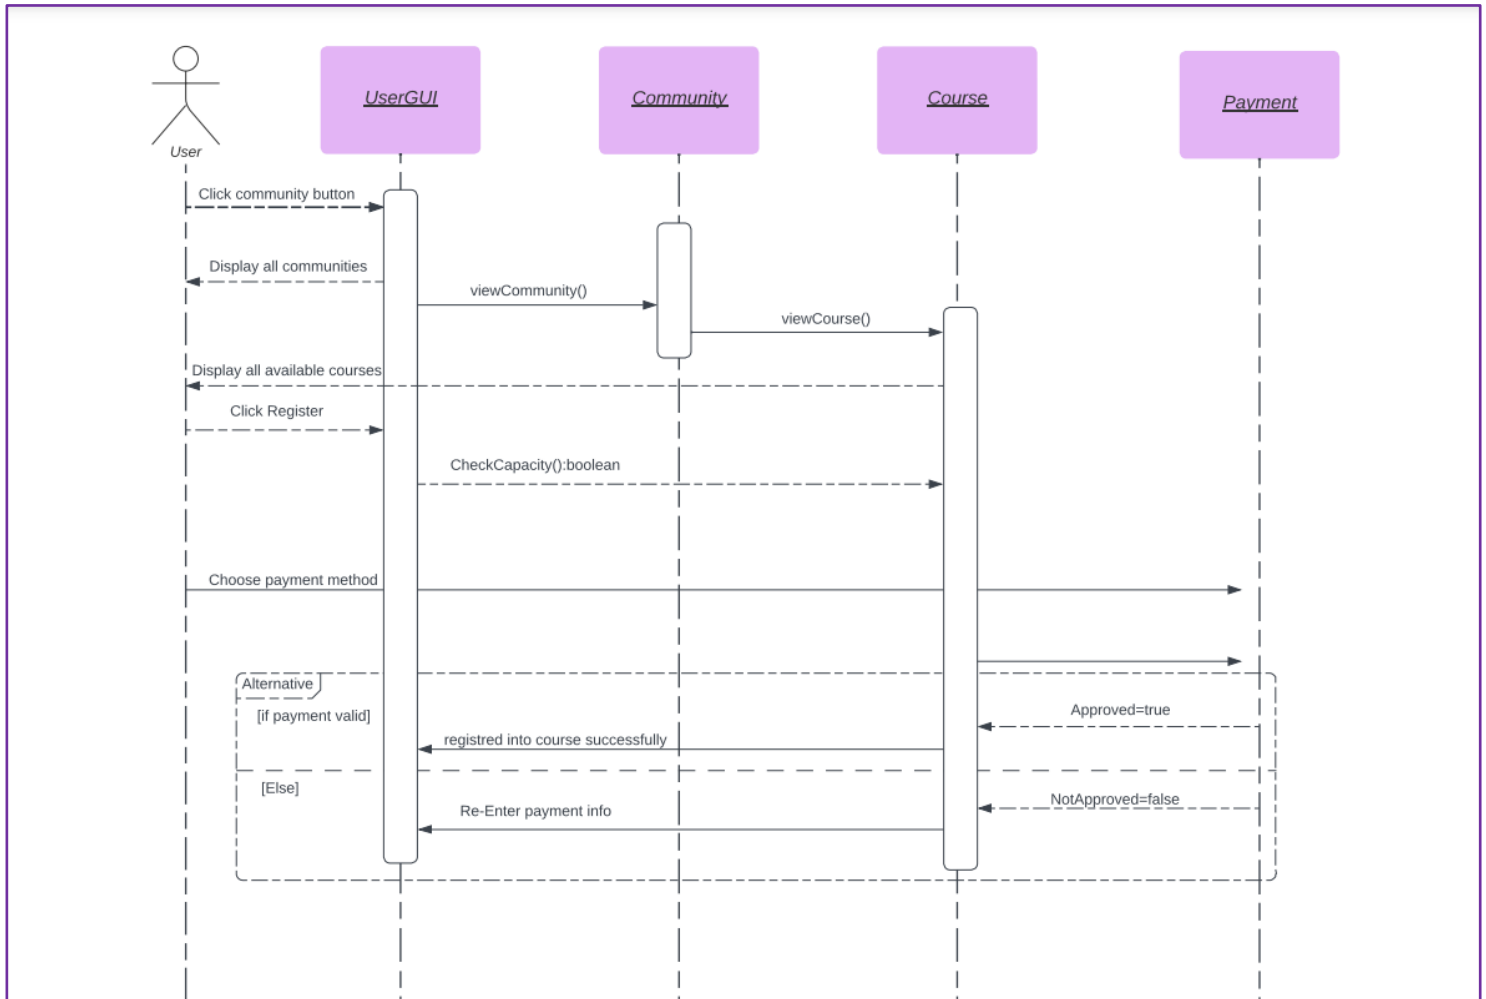 UserGUI
Community
Course
Payment
User
Click community button
Display all communities
viewCommunity()
viewCourse()
Display all available courses
Click Register
CheckCapacity():boolean
Choose payment method
Alternative
[if payment valid]
Approved=true
registred into course successfully
[Else]
NotApproved=false
Re-Enter payment info